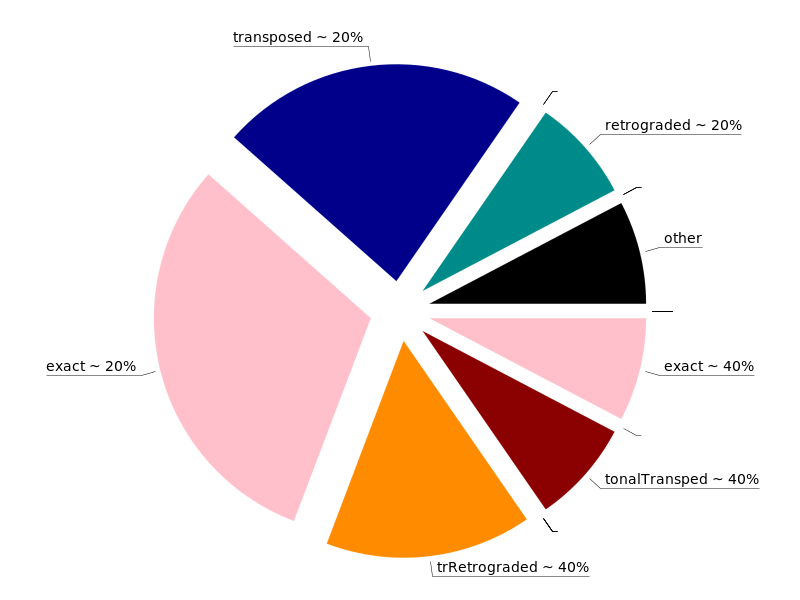 transposed ~ 20%
retrograded ~ 20%
other
exact ~ 20%
exact ~ 40%
tonalTransped ~ 40%
trRetrograded ~ 40%